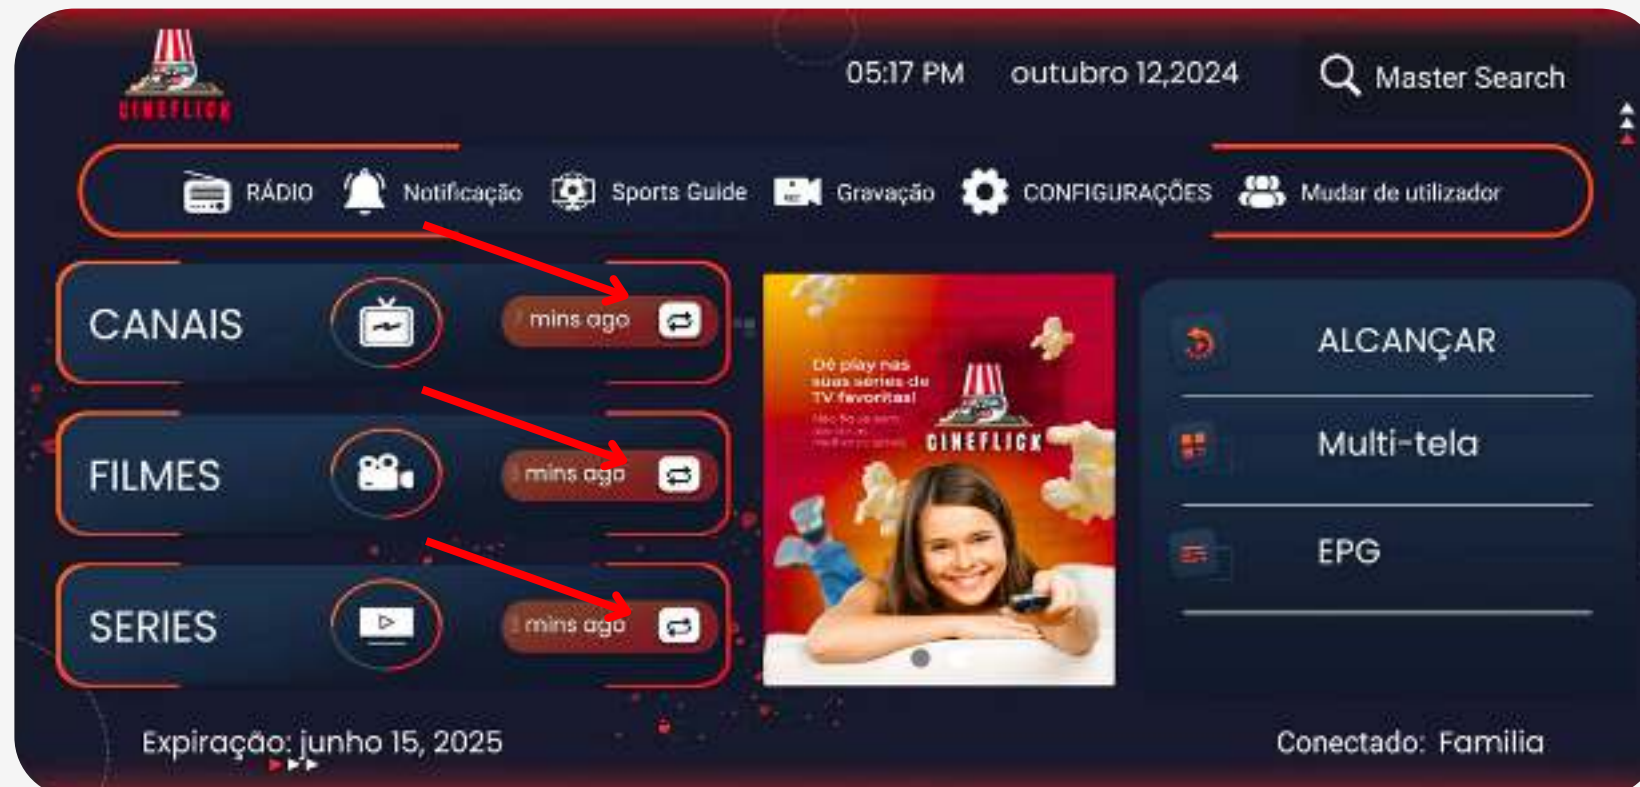 CINEFLICK
05:17 PM
outubro 12,2024
Master Search
RÁDIO
Notificação
Sports Guide
Gravação
CONFIGURAÇÕES
Mudar de utilizador
CANAIS
mins ago
FILMES
mins ago
SERIES
mins ago
Dê play nas
suas séries de
TV favoritas!
CINEFLICK
ALCANÇAR
Multi-tela
EPG
Expiração: junho 15, 2025
Conectado: Familia